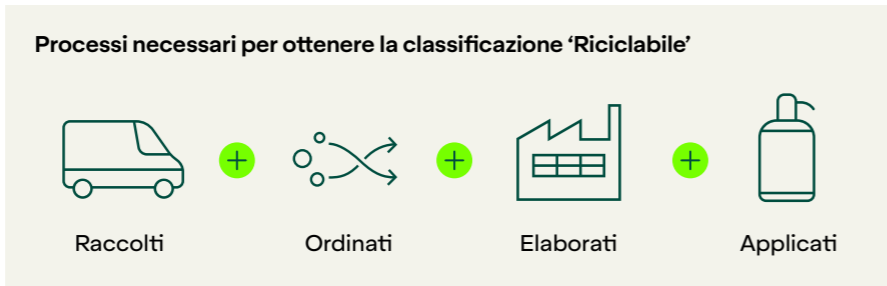 Processi necessari per ottenere la classificazione ‘Riciclabile’
Raccolti
Ordinati
Elaborati
Applicati